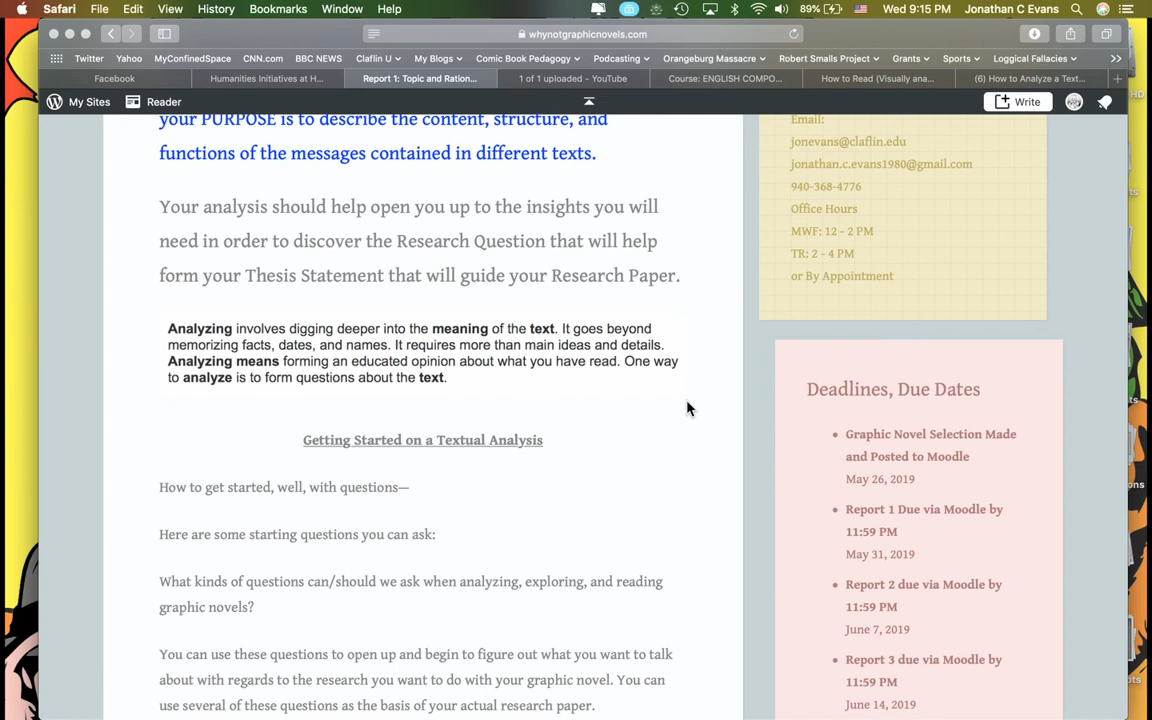 Safari File Edit View History Bookmarks Window Help 89% Wed 9:15 PM Jonathan C Evans
whynotgraphicnovels.com
Twitter Yahoo MyConfinedSpace CNN.com BBC NEWS Claflin U My Blogs Comic Book Pedagogy Podcasting Orangeburg Massacre Robert Smalls Project Grants Sports Loggical Fallacies
Facebook Humanities Initiatives at H... Report 1: Topic and Ration... 1 of 1 uploaded - YouTube Course: ENGLISH COMPO... How to Read (Visually ana... (6) How to Analyze a Text...
My Sites Reader Write
your PURPOSE is to describe the content, structure, and
functions of the messages contained in different texts.
Your analysis should help open you up to the insights you will
need in order to discover the Research Question that will help
form your Thesis Statement that will guide your Research Paper.
Analyzing involves digging deeper into the meaning of the text. It goes beyond
memorizing facts, dates, and names. It requires more than main ideas and details.
Analyzing means forming an educated opinion about what you have read. One way
to analyze is to form questions about the text.
Getting Started on a Textual Analysis
How to get started, well, with questions—
Here are some starting questions you can ask:
What kinds of questions can/should we ask when analyzing, exploring, and reading
graphic novels?
You can use these questions to open up and begin to figure out what you want to talk
about with regards to the research you want to do with your graphic novel. You can
use several of these questions as the basis of your actual research paper.
Email:
jonevans@claflin.edu
jonathan.c.evans1980@gmail.com
940-368-4776
Office Hours
MWF: 12 - 2 PM
TR: 2 - 4 PM
or By Appointment
Deadlines, Due Dates
Graphic Novel Selection Made
and Posted to Moodle
May 26, 2019
Report 1 Due via Moodle by
11:59 PM
May 31, 2019
Report 2 due via Moodle by
11:59 PM
June 7, 2019
Report 3 due via Moodle by
11:59 PM
June 14, 2019